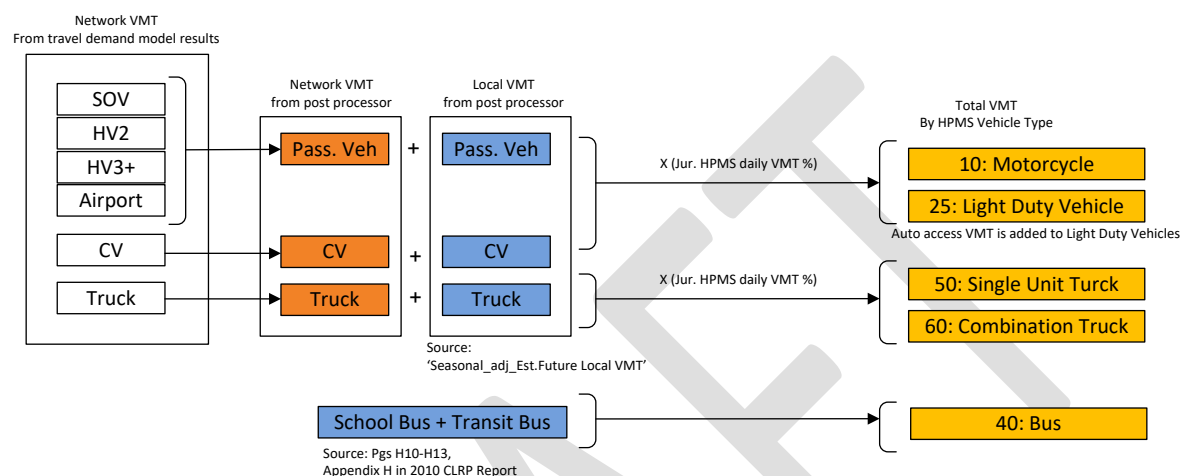 Network VMT
From travel demand model results
SOV
HV2
HV3+
Airport
CV
Truck
Network VMT
from post processor
Pass. Veh
CV
Truck
+
+
+
Local VMT
from post processor
Pass. Veh
CV
Truck
Source:
‘Seasonal_adj_Est.Future Local VMT’
X (Jur. HPMS daily VMT %)
X (Jur. HPMS daily VMT %)
Total VMT
By HPMS Vehicle Type
10: Motorcycle
25: Light Duty Vehicle
Auto access VMT is added to Light Duty Vehicles
50: Single Unit Turck
60: Combination Truck
School Bus + Transit Bus
Source: Pgs H10-H13,
Appendix H in 2010 CLRP Report
40: Bus